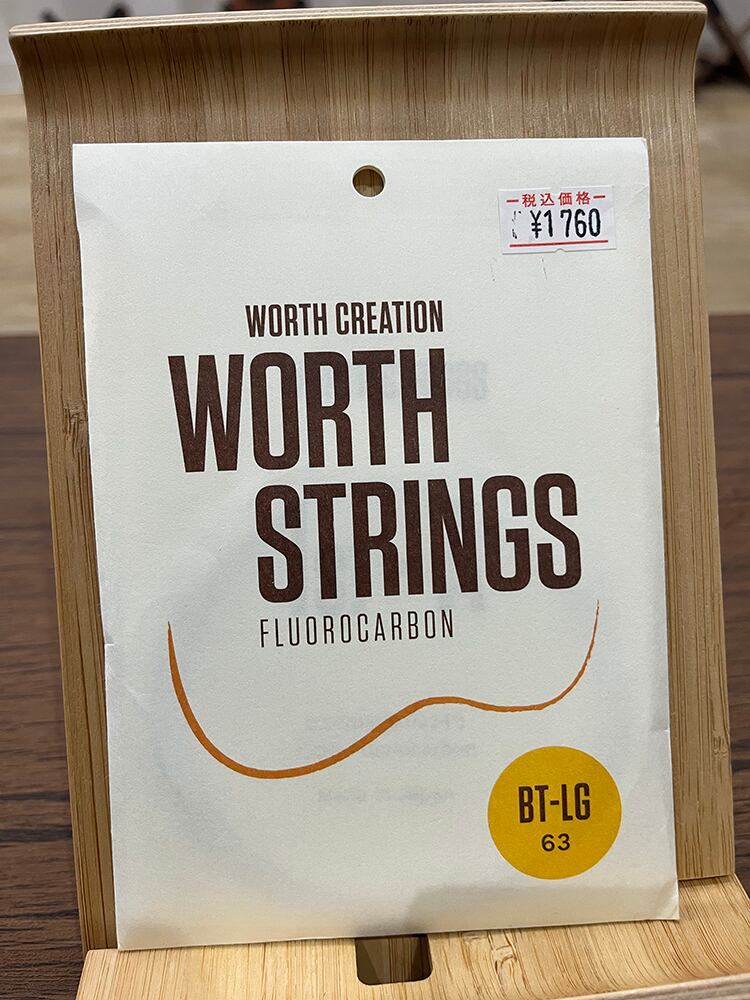 税込価格
¥1760
WORTH CREATION
WORTH
STRINGS
FLUOROCARBON
BT-LG
63